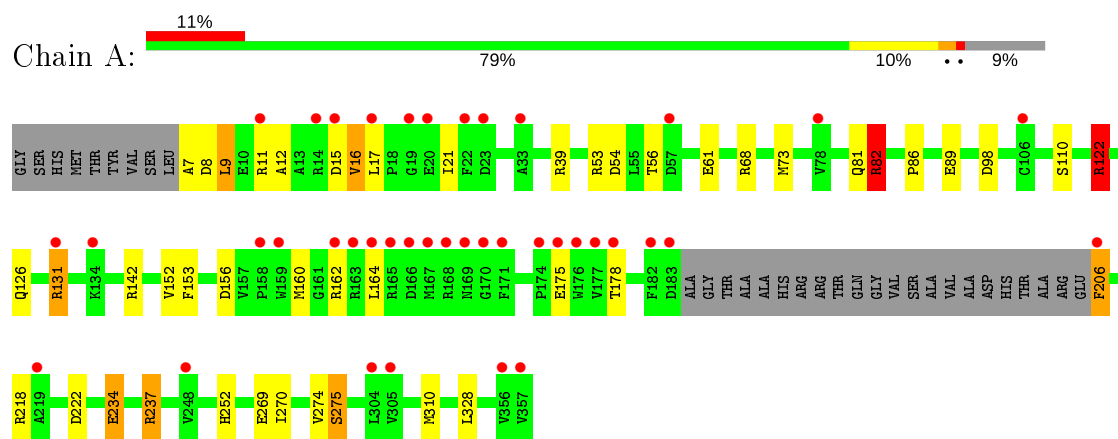 11%
Chain A:
79% 10% • • 9%
GLY SER HIS MET THR TYR VAL SER LEU A7 D8 L9 E10 R11 A12 A13 R14 D15 V16 L17 P18 G19 E20 I21 F22 D23 A33 R39 R53 D54 L55 T56 D57 E61 R68 M73 V78 Q81 R82 P86 E89 D98 C106 S110 R122
Q126 R131 K134 R142 V152 F153 D156 V157 P158 W159 M160 G161 R162 R163 L164 R165 D166 M167 R168 N169 G170 F171 P174 E175 W176 V177 T178 F182 D183 ALA GLY THR ALA ALA HIS ARG ARG THR GLN GLY VAL SER ALA VAL ALA ASP HIS THR ALA ARG GLU F206
R218 A219 D222 E234 R237 V248 H252 E269 I270 V274 S275 L304 V305 M310 L328 V356 V357